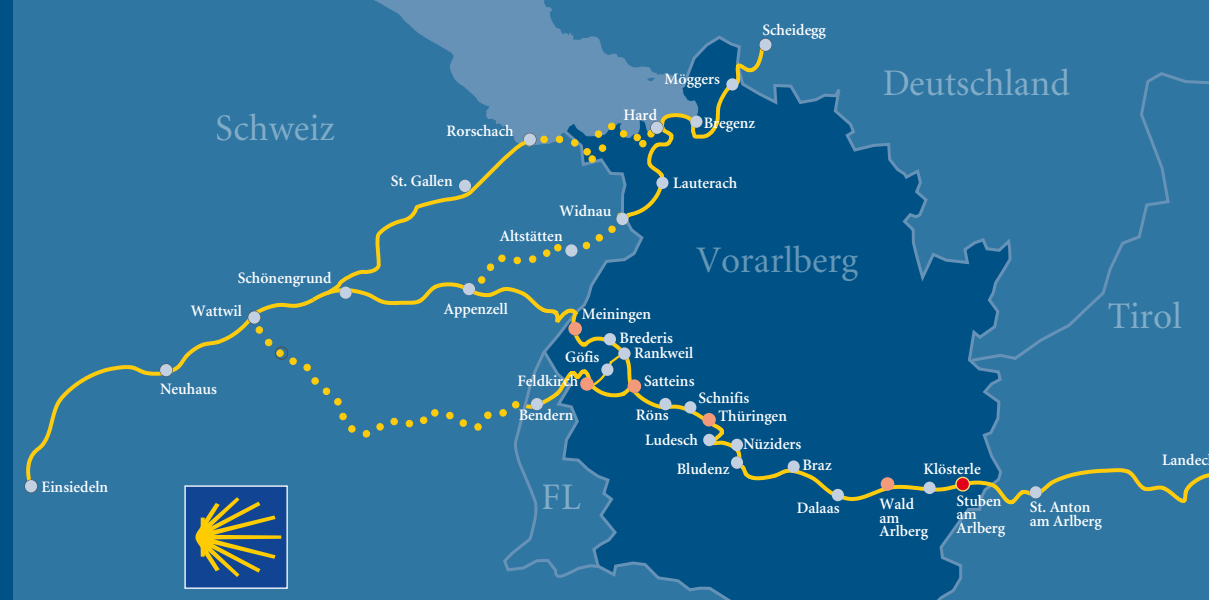 Scheidegg
Möggers
Deutschland
Hard
Bregenz
Schweiz
Rorschach
St. Gallen
Lauterach
Widnau
Altstätten
Vorarlberg
Schönengrund
Wattwil
Appenzell
Meiningen
Tirol
Brederis
Göfis
Rankweil
Feldkirch
Satteins
Neuhaus
Schnifis
Bendern
Röns
Thüringen
Ludesch
Nüziders
Bludenz
Braz
Klösterle
Landec
Einsiedeln
FL
Dalaas
Wald
am
Arlberg
Stuben
am
Arlberg
St. Anton
am Arlberg